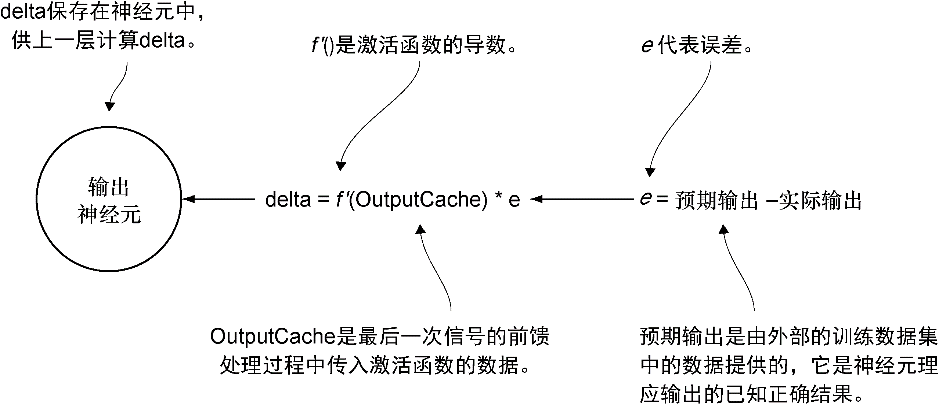 delta保存在神经元中,
供上一层计算delta。
f'()是激活函数的导数。
e 代表误差。
输出
神经元
delta = f'(OutputCache) * e
e = 预期输出 –实际输出
OutputCache是最后一次信号的前馈
处理过程中传入激活函数的数据。
预期输出是由外部的训练数据集
中的数据提供的，它是神经元理
应输出的已知正确结果。